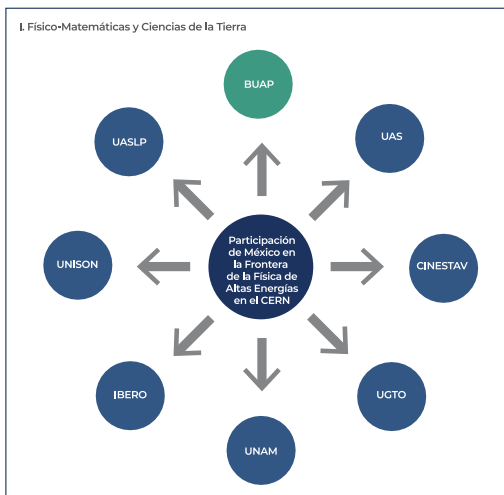 I. Físico-Matemáticas y Ciencias de la Tierra
BUAP
UASLP
UAS
Participación
de México en
la Frontera
de la Física de
Altas Energías
en el CERN
UNISON
CINESTAV
IBERO
UGTO
UNAM